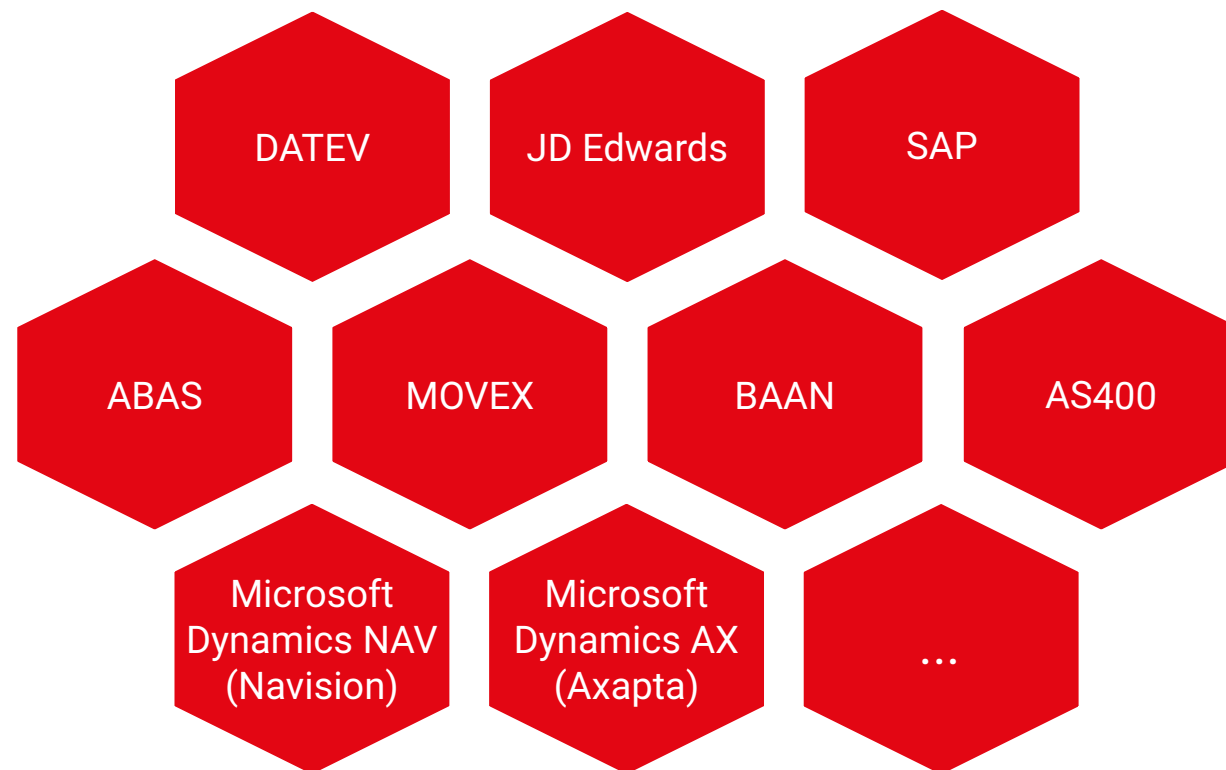 DATEV
JD Edwards
SAP
ABAS
MOVEX
BAAN
AS400
Microsoft
Dynamics NAV
(Navision)
Microsoft
Dynamics AX
(Axapta)
...